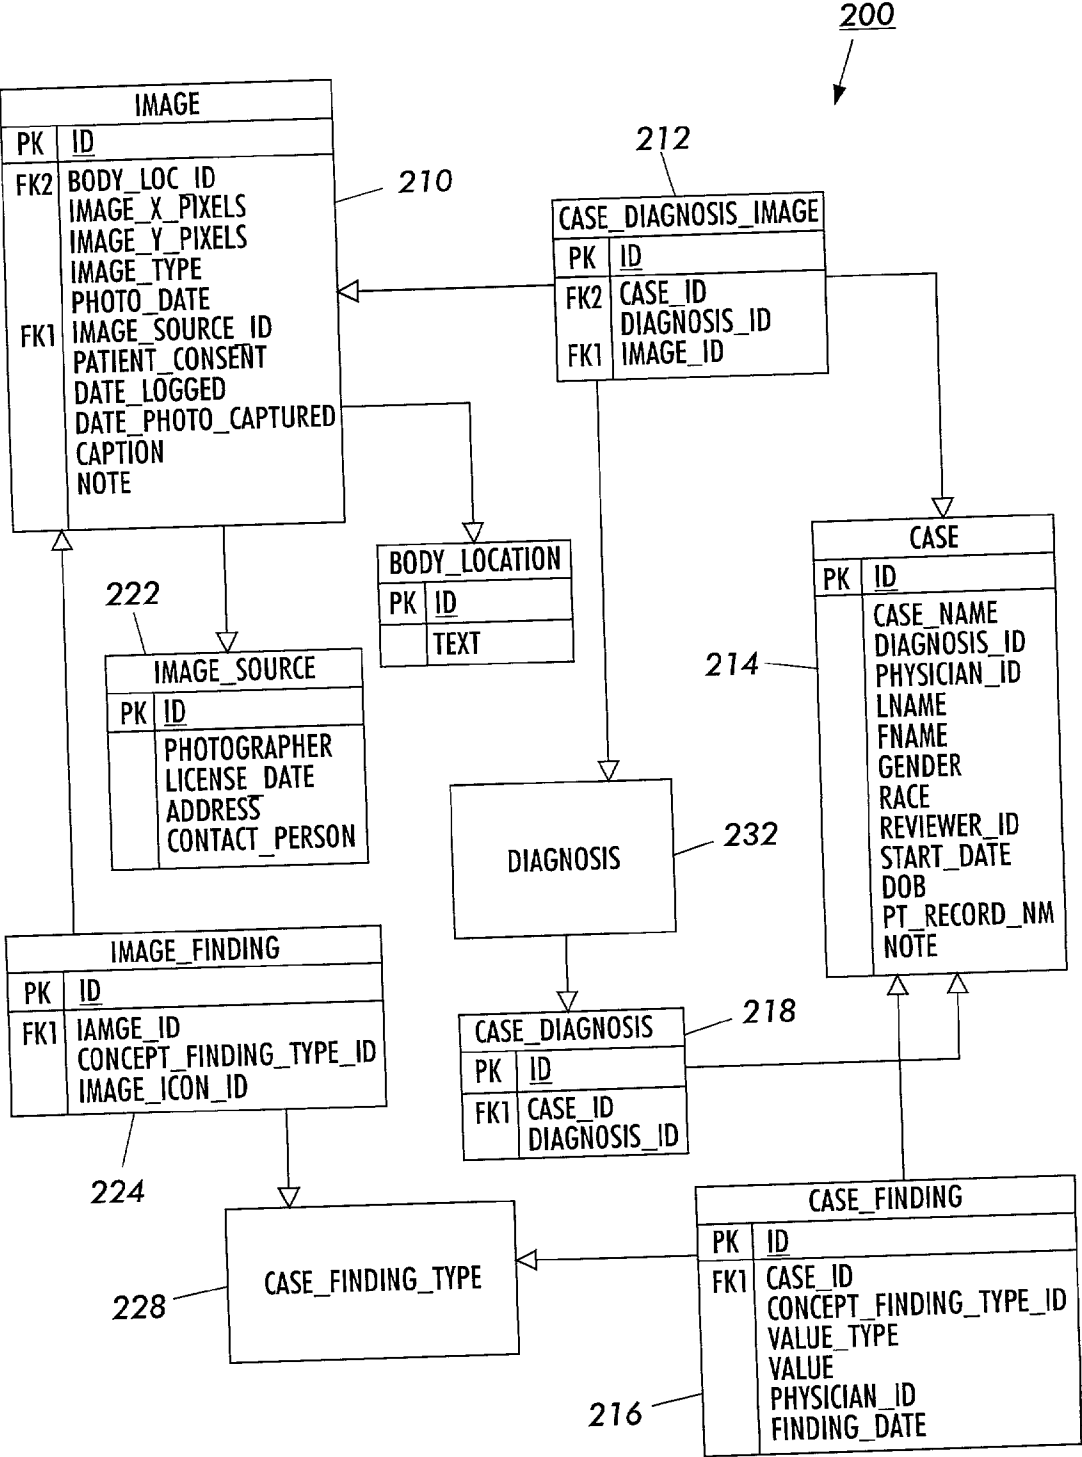 200
IMAGE
PK ID
FK2 BODY_LOC_ID
IMAGE_X_PIXELS
IMAGE_Y_PIXELS
IMAGE_TYPE
PHOTO_DATE
FK1 IMAGE_SOURCE_ID
PATIENT_CONSENT
DATE_LOGGED
DATE_PHOTO_CAPTURED
CAPTION
NOTE
210
212
CASE_DIAGNOSIS_IMAGE
PK ID
FK2 CASE_ID
DIAGNOSIS_ID
FK1 IMAGE_ID
BODY_LOCATION
PK ID
TEXT
222
IMAGE_SOURCE
PK ID
PHOTOGRAPHER
LICENSE_DATE
ADDRESS
CONTACT_PERSON
CASE
PK ID
CASE_NAME
DIAGNOSIS_ID
PHYSICIAN_ID
LNAME
FNAME
GENDER
RACE
REVIEWER_ID
START_DATE
DOB
PT_RECORD_NM
NOTE
214
DIAGNOSIS
232
IMAGE_FINDING
PK ID
FK1 IAMGE_ID
CONCEPT_FINDING_TYPE_ID
IMAGE_ICON_ID
224
CASE_DIAGNOSIS
PK ID
FK1 CASE_ID
DIAGNOSIS_ID
218
CASE_FINDING_TYPE
228
CASE_FINDING
PK ID
FK1 CASE_ID
CONCEPT_FINDING_TYPE_ID
VALUE_TYPE
VALUE
PHYSICIAN_ID
FINDING_DATE
216